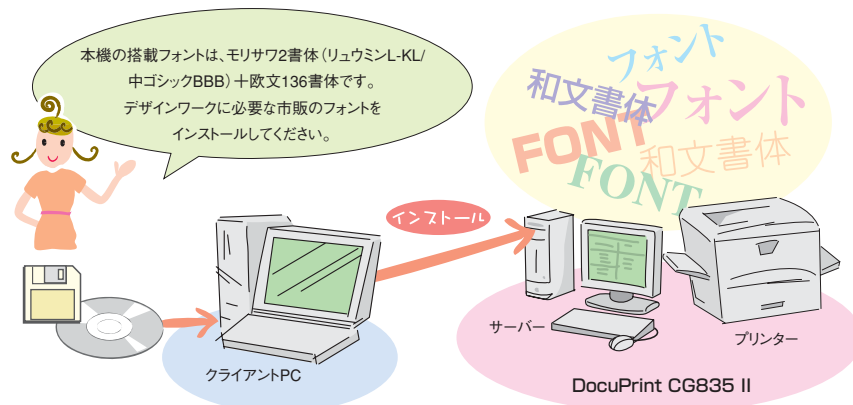 本機の搭載フォントは、モリサワ2書体（リュウミンL-KL/
中ゴシックBBB）＋欧文136書体です。
デザインワークに必要な市販のフォントを
インストールしてください。
フォント
和文書体
フォント
FONT
和文書体
FONT
インストール
サーバー
プリンター
クライアントPC
DocuPrint CG835 II